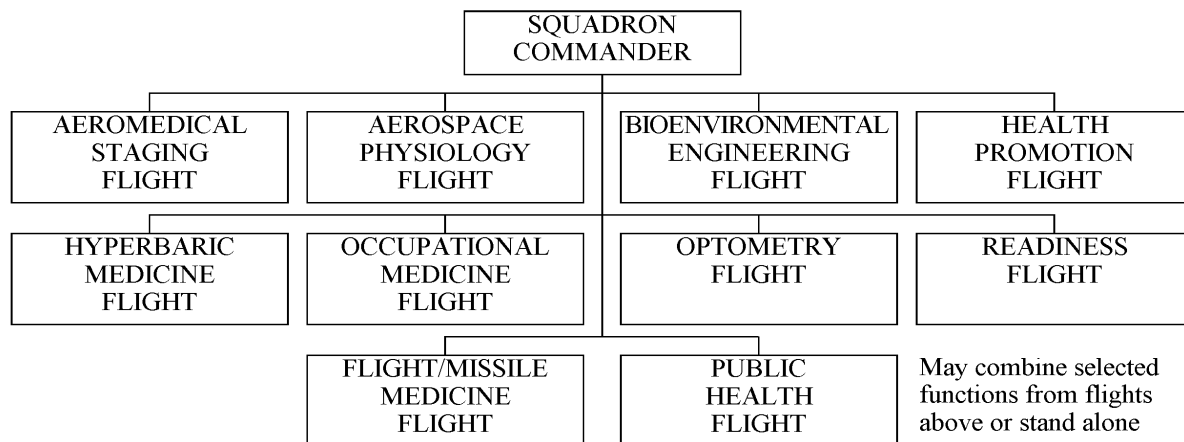 SQUADRON
COMMANDER
AEROMEDICAL
STAGING
FLIGHT
AEROSPACE
PHYSIOLOGY
FLIGHT
BIOENVIRONMENTAL
ENGINEERING
FLIGHT
HEALTH
PROMOTION
FLIGHT
HYPERBARIC
MEDICINE
FLIGHT
OCCUPATIONAL
MEDICINE
FLIGHT
OPTOMETRY
FLIGHT
READINESS
FLIGHT
FLIGHT/MISSILE
MEDICINE
FLIGHT
PUBLIC
HEALTH
FLIGHT
May combine selected
functions from flights
above or stand alone